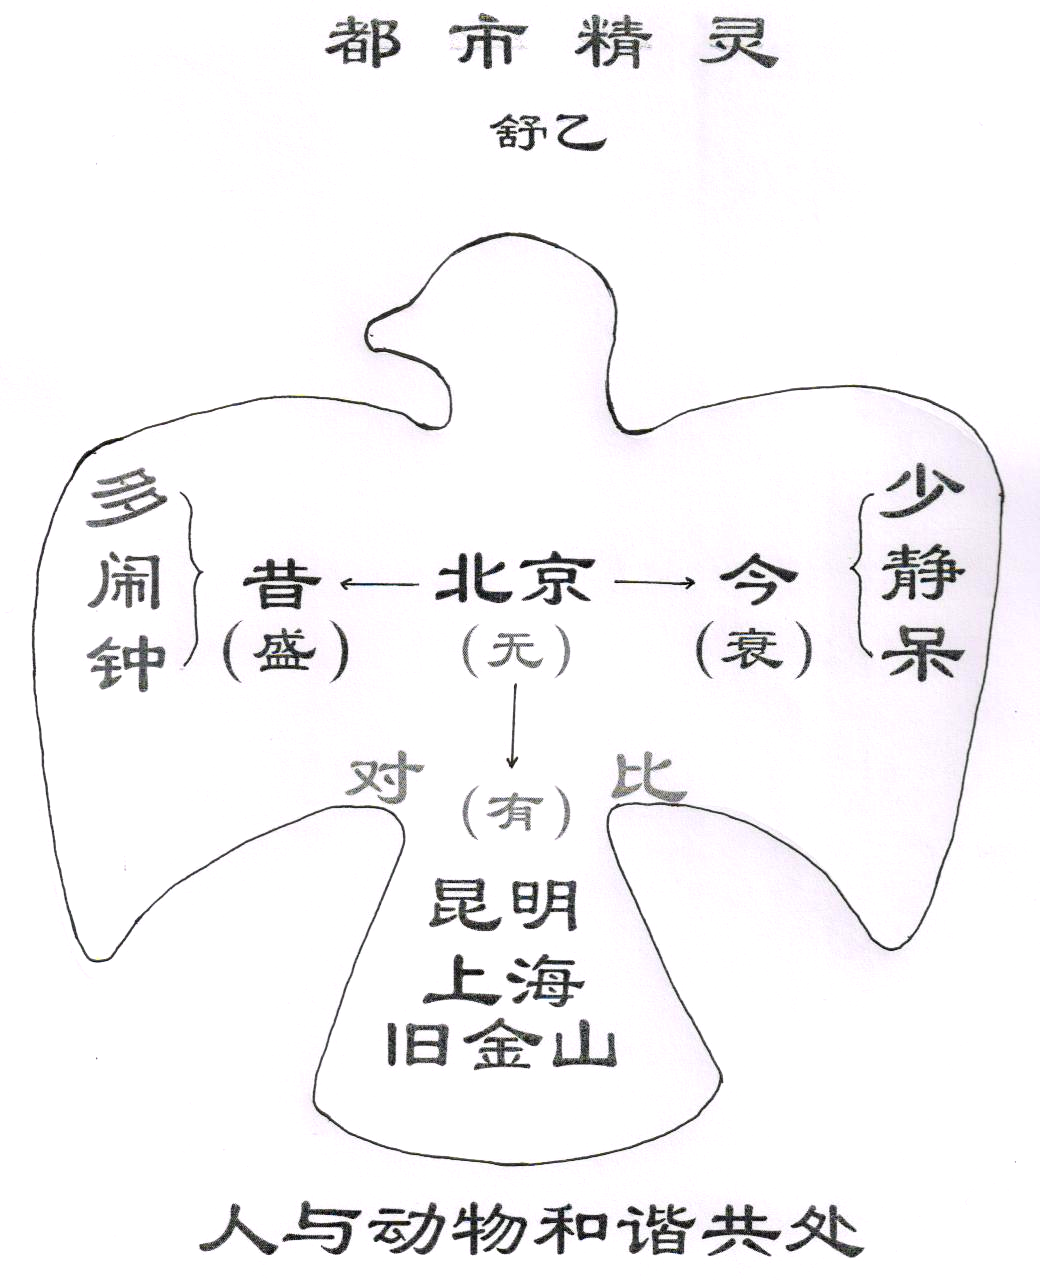 都市精灵
舒乙
多 少
闹 静
钟 呆
昔 北京 今
(盛) (无) (衰)
对 比
(有)
昆明
上海
旧金山
人与动物和谐共处